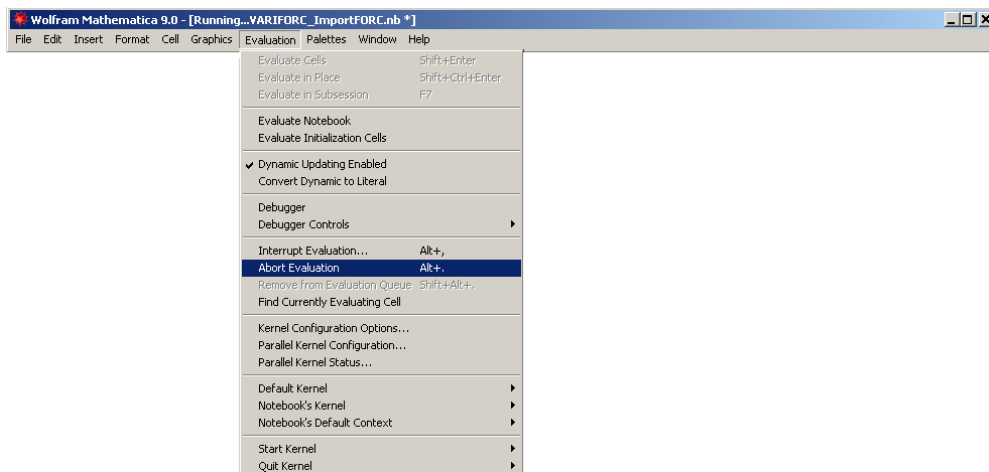 Wolfram Mathematica 9.0 - [Running...VARIFORC_ImportFORC.nb *]
File Edit Insert Format Cell Graphics Evaluation Palettes Window Help
Evaluate Cells Shift+Enter
Evaluate in Place Shift+Ctrl+Enter
Evaluate in Subsession F7
Evaluate Notebook
Evaluate Initialization Cells
Dynamic Updating Enabled
Convert Dynamic to Literal
Debugger
Debugger Controls
Interrupt Evaluation... Alt+,
Abort Evaluation Alt+.
Remove from Evaluation Queue Shift+Alt+.
Find Currently Evaluating Cell
Kernel Configuration Options...
Parallel Kernel Configuration...
Parallel Kernel Status...
Default Kernel
Notebook's Kernel
Notebook's Default Context
Start Kernel
Quit Kernel